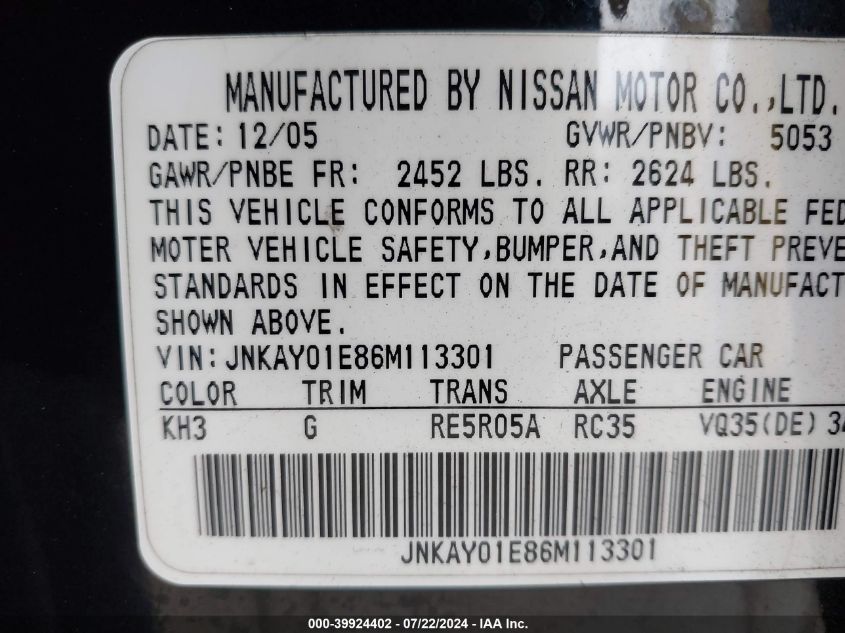 MANUFACTURED BY NISSAN MOTOR CO.,LTD.
DATE: 12/05 GVWR/PNBV: 5053
GAWR/PNBE FR: 2452 LBS. RR: 2624 LBS.
THIS VEHICLE CONFORMS TO ALL APPLICABLE FED
MOTER VEHICLE SAFETY,BUMPER,AND THEFT PREVE
STANDARDS IN EFFECT ON THE DATE OF MANUFACT
SHOWN ABOVE.
VIN:JNKAY01E86M113301 PASSENGER CAR
COLOR TRIM TRANS AXLE ENGINE
KH3 G RE5R05A RC35 VQ35(DE) 34
JNKAY01E86M113301
000-39924402 - 07/22/2024 - IAA Inc.